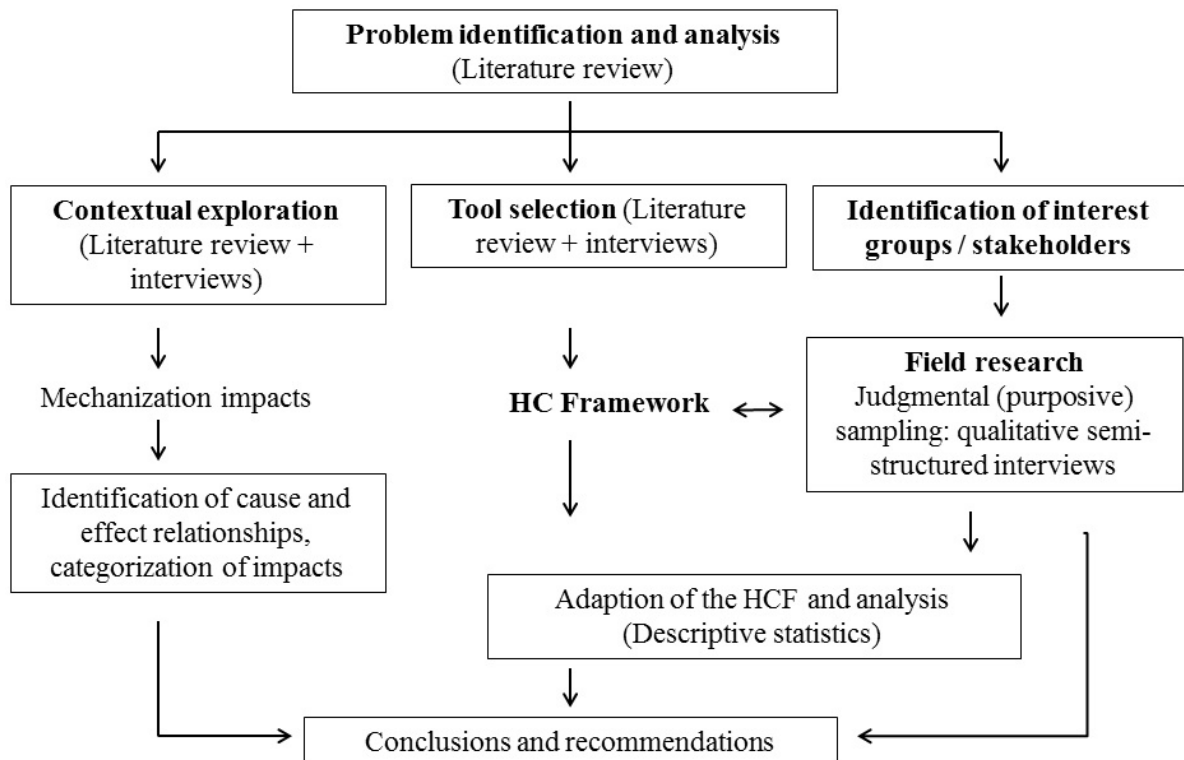 Problem identification and analysis
(Literature review)
Contextual exploration
(Literature review +
interviews)
Tool selection (Literature
review + interviews)
Identification of interest
groups / stakeholders
Mechanization impacts
HC Framework
Field research
Judgmental (purposive)
sampling: qualitative semi-
structured interviews
Identification of cause and
effect relationships,
categorization of impacts
Adaption of the HCF and analysis
(Descriptive statistics)
Conclusions and recommendations